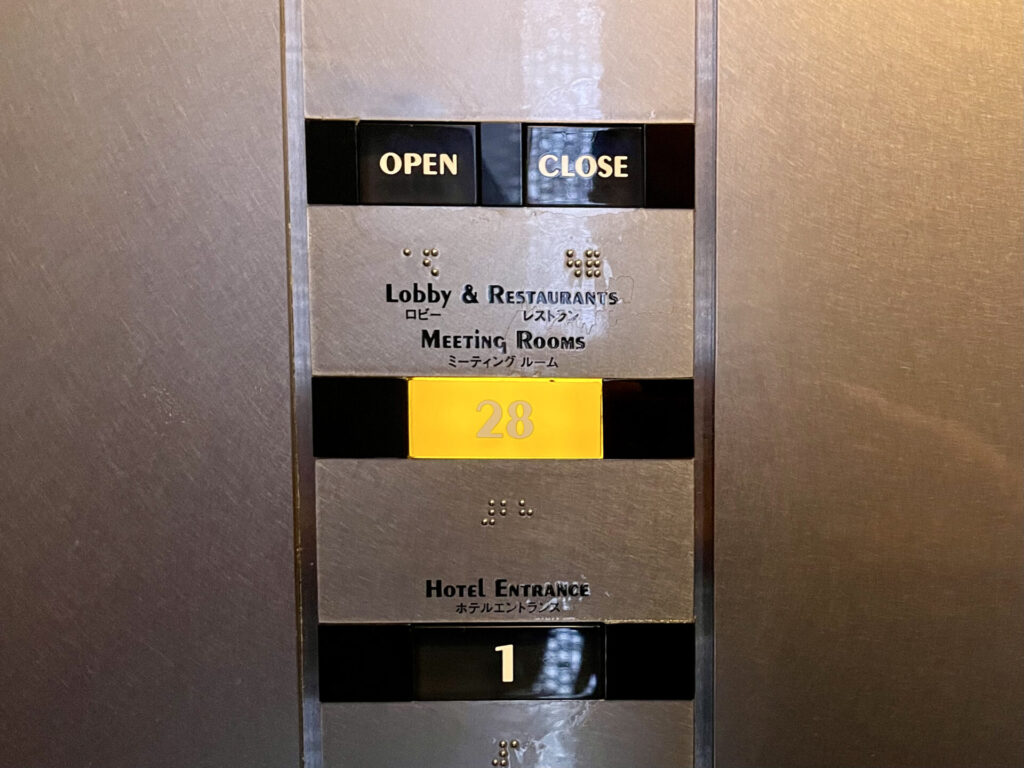 OPEN CLOSE
Lobby & Restaurants
ロビー レストラン
Meeting Rooms
ミーティング ルーム
28
Hotel Entrance
ホテルエントランス
1